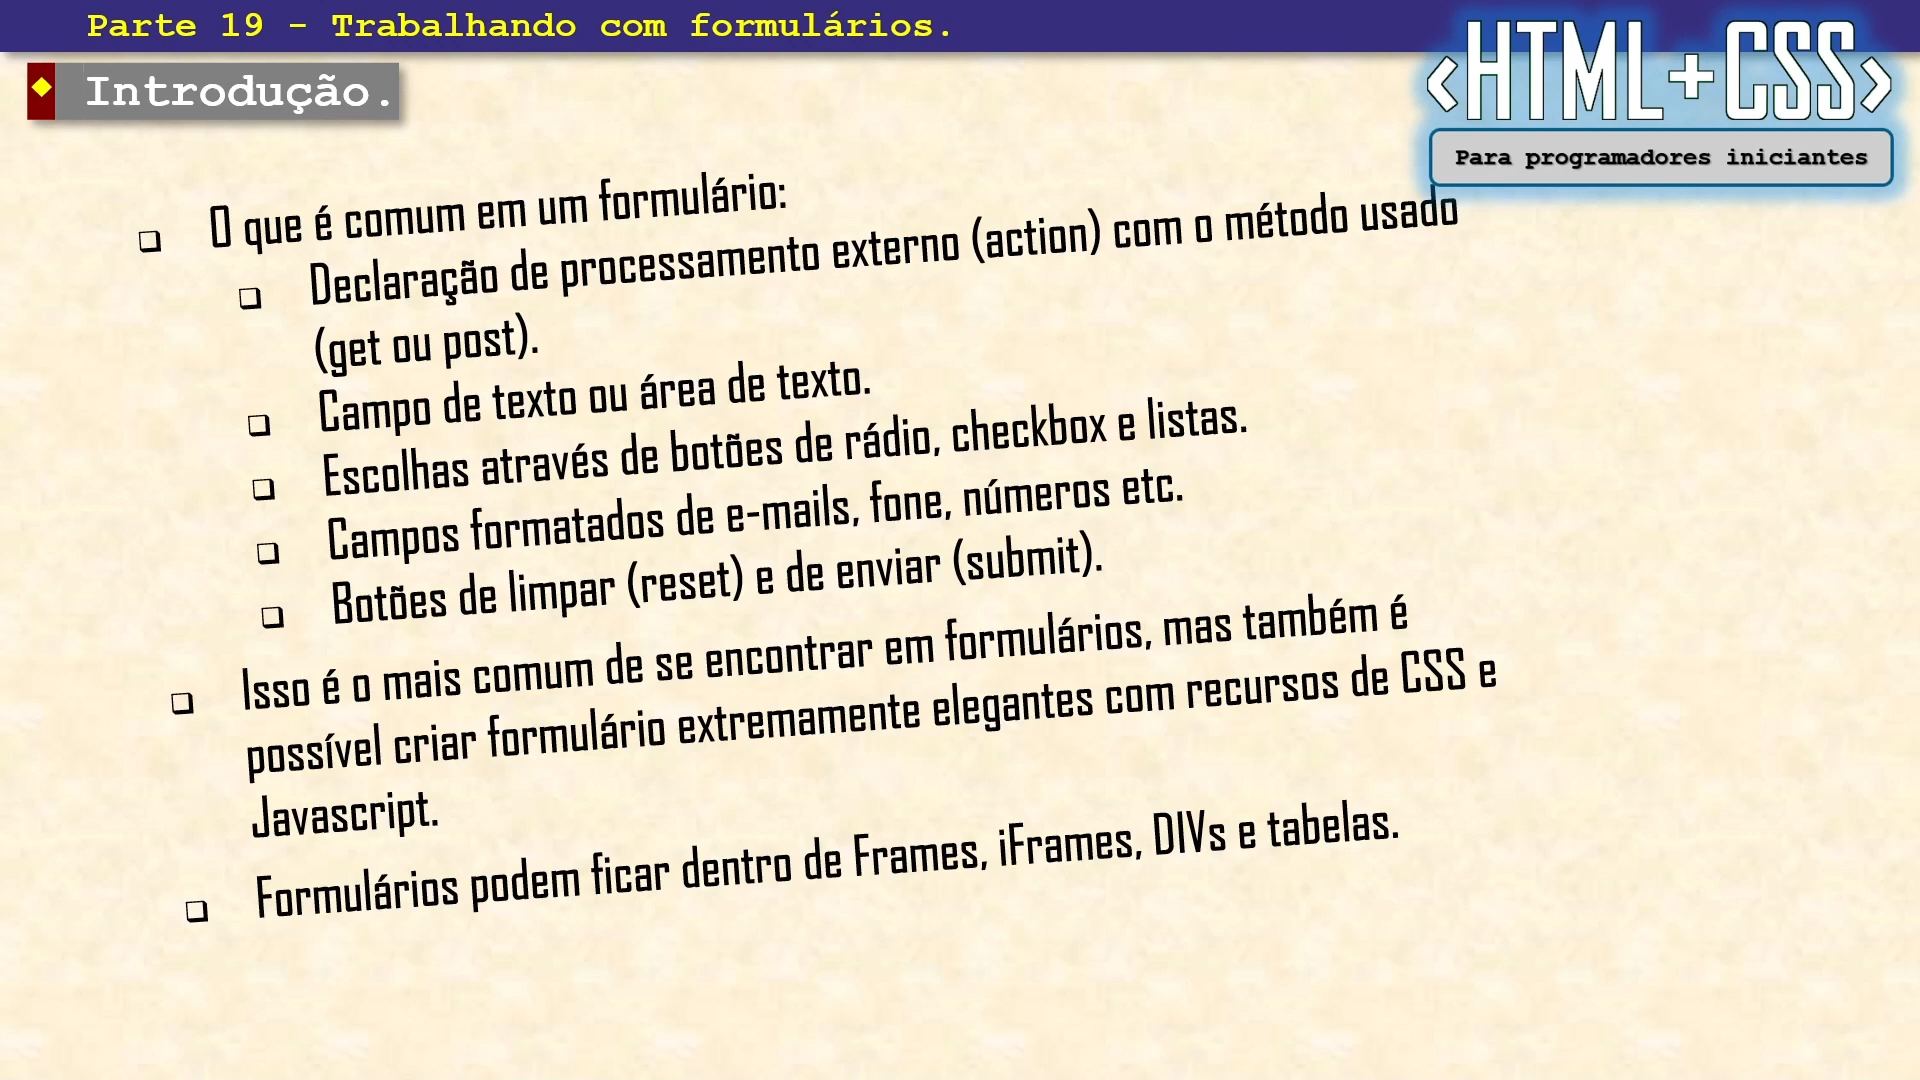 Parte 19 - Trabalhando com formulários.
Introdução.
<HTML+CSS>
Para programadores iniciantes
O que é comum em um formulário:
Declaração de processamento externo (action) com o método usado
(get ou post).
Campo de texto ou área de texto.
Escolhas através de botões de rádio, checkbox e listas.
Campos formatados de e-mails, fone, números etc.
Botões de limpar (reset) e de enviar (submit).
Isso é o mais comum de se encontrar em formulários, mas também é
possível criar formulário extremamente elegantes com recursos de CSS e
Javascript.
Formulários podem ficar dentro de Frames, iFrames, DIVs e tabelas.